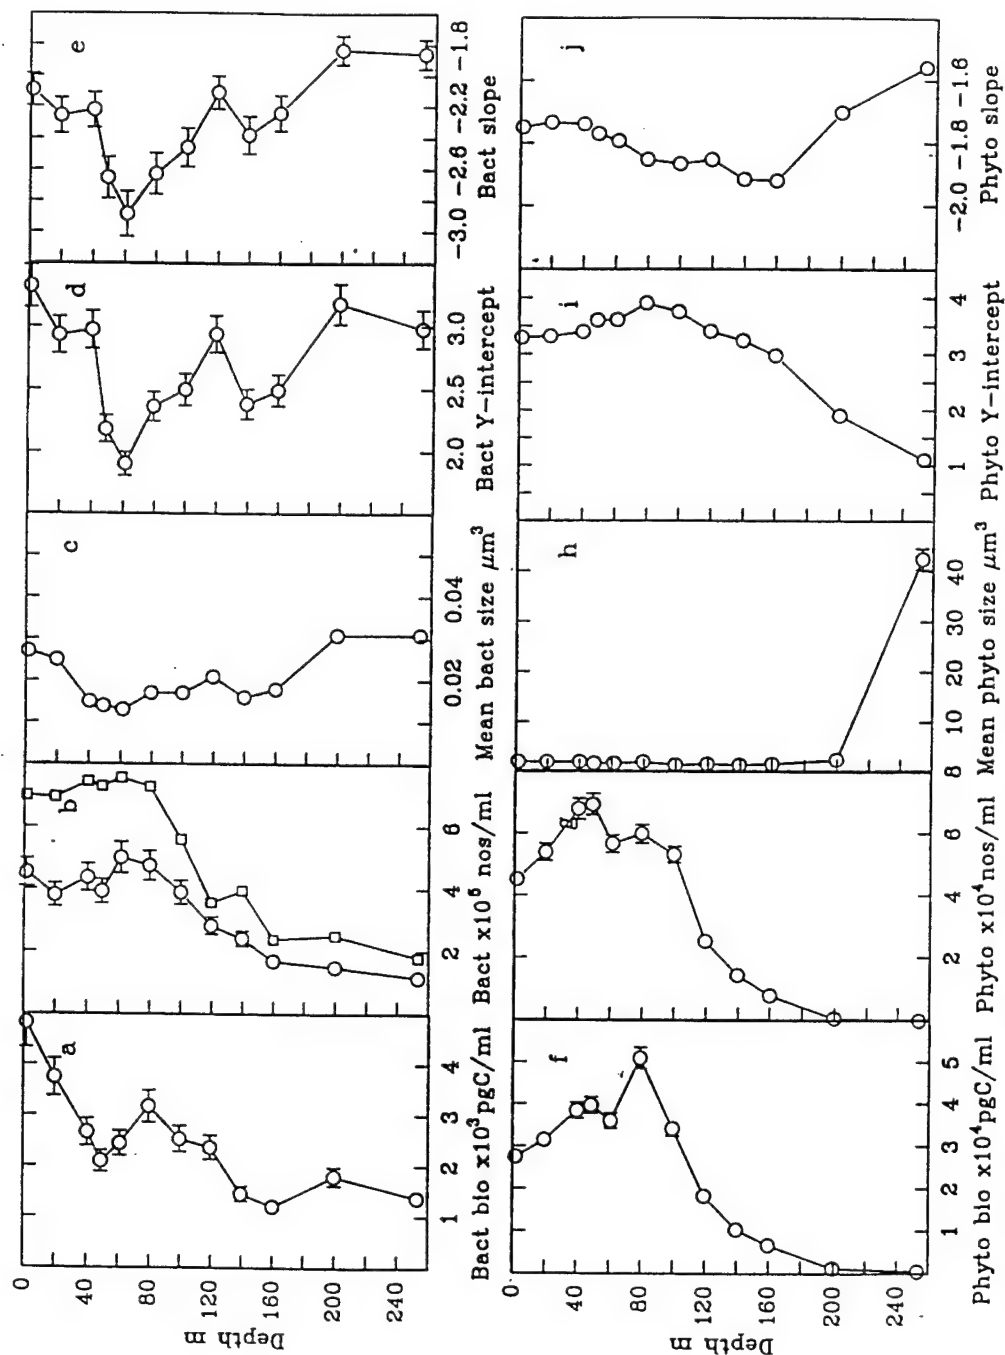 e
-3.0 -2.6 -2.2 -1.8
Bact slope
j
-2.0 -1.8 -1.6
Phyto slope
d
2.0 2.5 3.0
Bact Y-intercept
i
1 2 3 4
Phyto Y-intercept
c
0.02 0.04
Mean bact size μm³
h
10 20 30 40
Mean phyto size μm³
b
2 4 6
Bact x10⁵ nos/ml
g
2 4 6 8
Phyto x10⁴nos/ml
a
1 2 3 4
Bact bio x10³pgC/ml
0 40 80 120 160 200 240
Depth m
f
1 2 3 4 5
Phyto bio x10⁴pgC/ml
0 40 80 120 160 200 240
Depth m